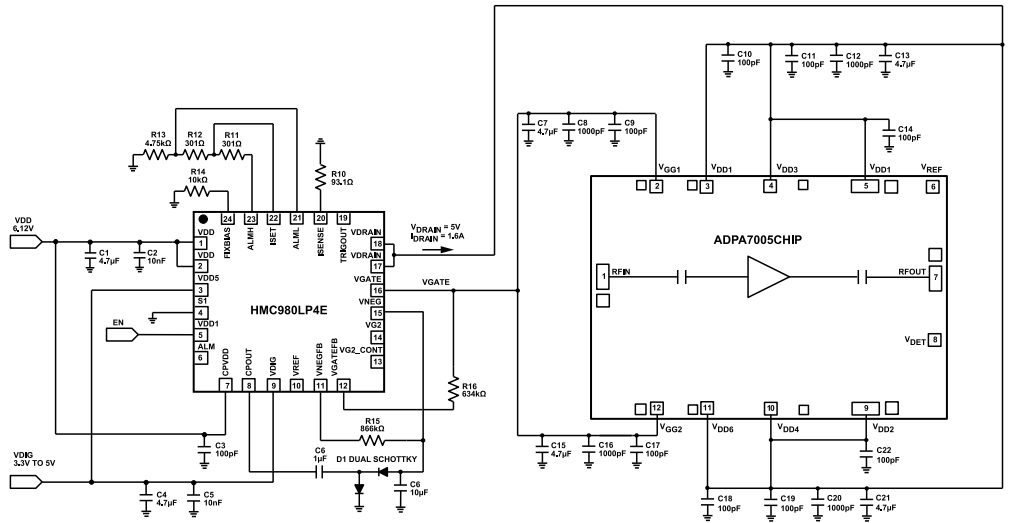 C10
100pF
C11
100pF
C12
1000pF
C13
4.7µF
R13
4.75kΩ
R12
301Ω
R11
301Ω
C7
4.7µF
C8
1000pF
C9
100pF
C14
100pF
R14
10kΩ
R10
93.1Ω
VGG1
VDD1
VDD3
VDD1
VREF
2
3
4
5
6
VDD
6.12V
24
23
22
21
20
19
FIXBIAS
ALMH
ISET
ALML
ISENSE
TRIGOUT
VDRAIN = 5V
IDRAIN = 1.6A
C1
4.7µF
C2
10nF
VDD
1
VDD
2
VDD5
3
S1
4
VDD1
5
ALM
6
EN
HMC980LP4E
VDRAIN
18
VDRAIN
17
VGATE
16
VNEG
15
VG2
14
VG2_CONT
13
VGATE
ADPA7005CHIP
1
RFIN
RFOUT
7
VDET
8
CPVDD
CPOUT
VDIG
VREF
VNEGFB
VGATEFB
7
8
9
10
11
12
R16
634kΩ
R15
866kΩ
12
11
10
9
VGG2
VDD6
VDD4
VDD2
C3
100pF
C6
1µF
D1 DUAL SCHOTTKY
C6
10µF
C15
4.7µF
C16
1000pF
C17
100pF
C22
100pF
VDIG
3.3V TO 5V
C4
4.7µF
C5
10nF
C18
100pF
C19
100pF
C20
1000pF
C21
4.7µF